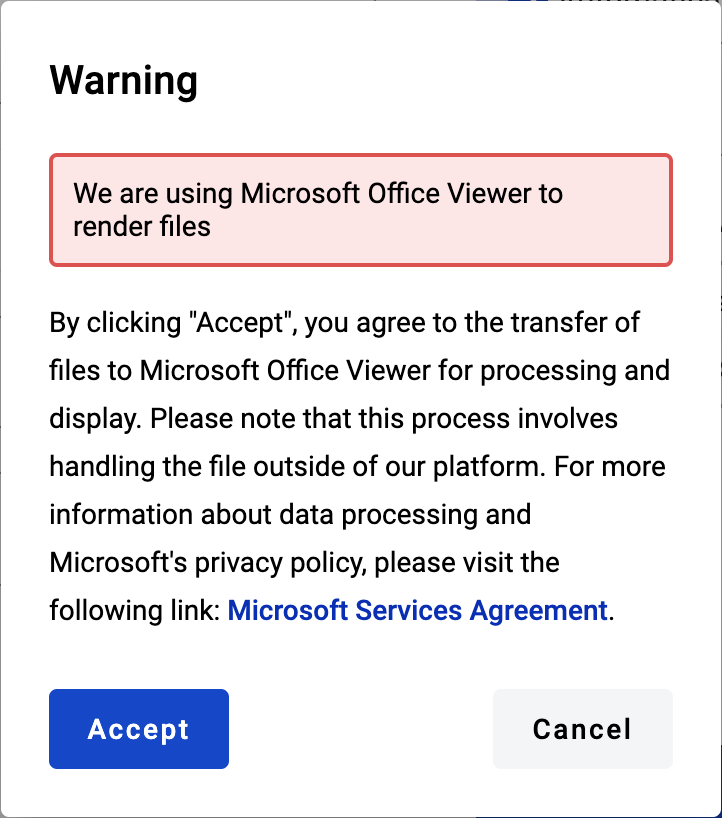 Warning
We are using Microsoft Office Viewer to
render files
By clicking "Accept", you agree to the transfer of
files to Microsoft Office Viewer for processing and
display. Please note that this process involves
handling the file outside of our platform. For more
information about data processing and
Microsoft's privacy policy, please visit the
following link: Microsoft Services Agreement.
Accept
Cancel